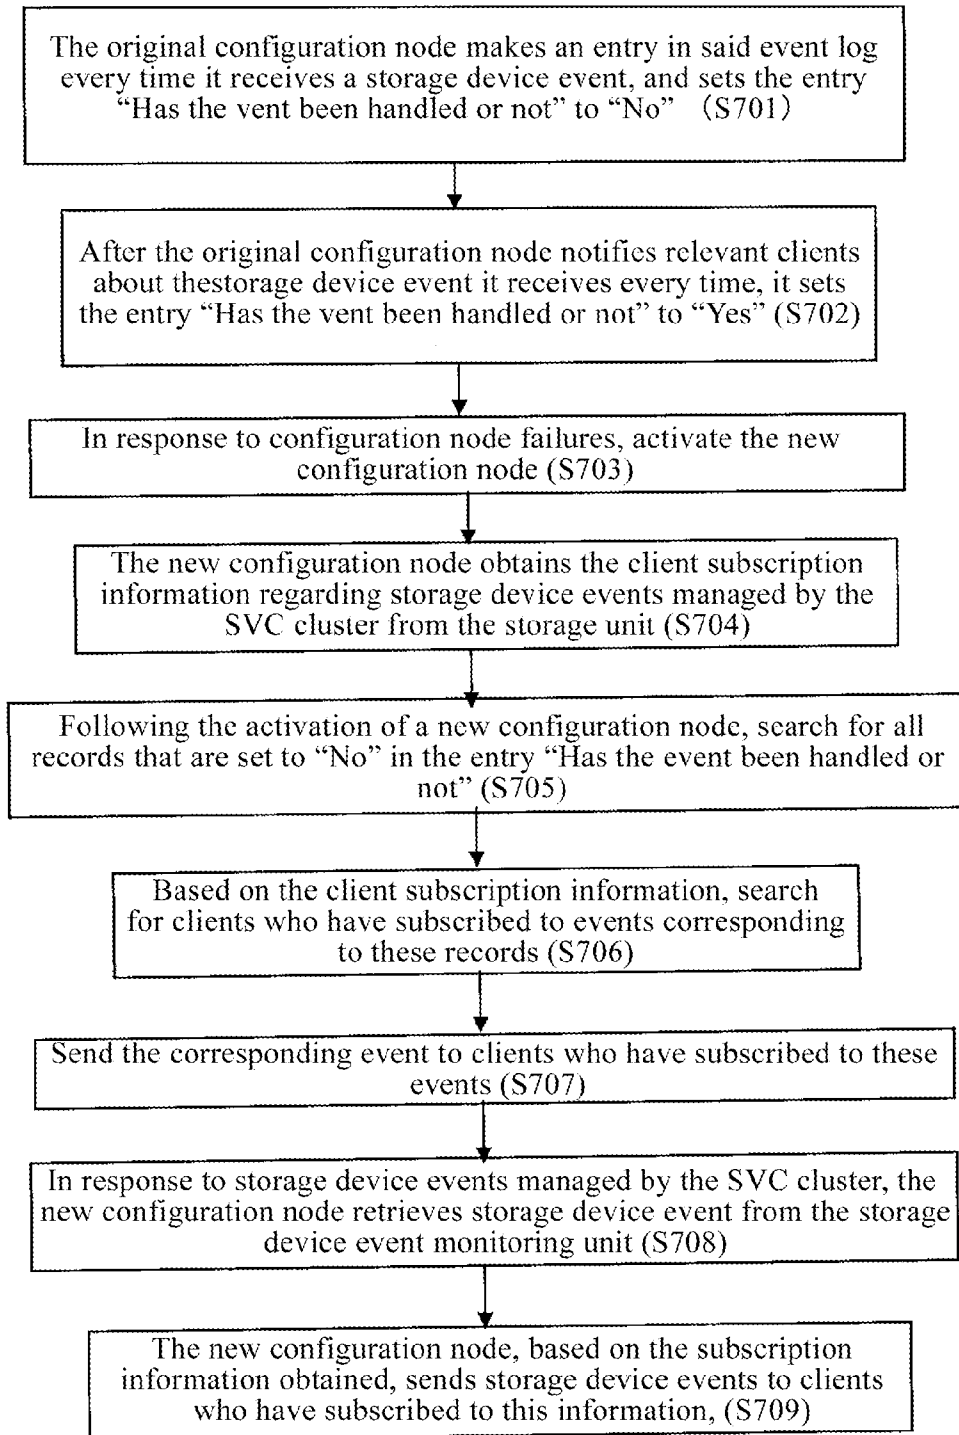 The original configuration node makes an entry in said event log
every time it receives a storage device event, and sets the entry
“Has the vent been handled or not” to “No” (S701)
After the original configuration node notifies relevant clients
about thestorage device event it receives every time, it sets
the entry “Has the vent been handled or not” to “Yes” (S702)
In response to configuration node failures, activate the new
configuration node (S703)
The new configuration node obtains the client subscription
information regarding storage device events managed by the
SVC cluster from the storage unit (S704)
Following the activation of a new configuration node, search for all
records that are set to “No” in the entry “Has the event been handled or
not” (S705)
Based on the client subscription information, search
for clients who have subscribed to events corresponding
to these records (S706)
Send the corresponding event to clients who have subscribed to these
events (S707)
In response to storage device events managed by the SVC cluster, the
new configuration node retrieves storage device event from the storage
device event monitoring unit (S708)
The new configuration node, based on the subscription
information obtained, sends storage device events to clients
who have subscribed to this information, (S709)